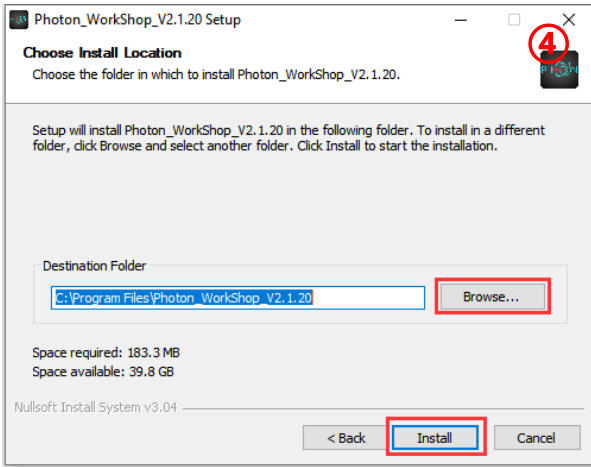 Photon_WorkShop_V2.1.20 Setup
④
Choose Install Location
Choose the folder in which to install Photon_WorkShop_V2.1.20.
Setup will install Photon_WorkShop_V2.1.20 in the following folder. To install in a different
folder, click Browse and select another folder. Click Install to start the installation.
Destination Folder
C:\Program Files\Photon_WorkShop_V2.1.20
Browse...
Space required: 183.3 MB
Space available: 39.8 GB
Nullsoft Install System v3.04
< Back
Install
Cancel